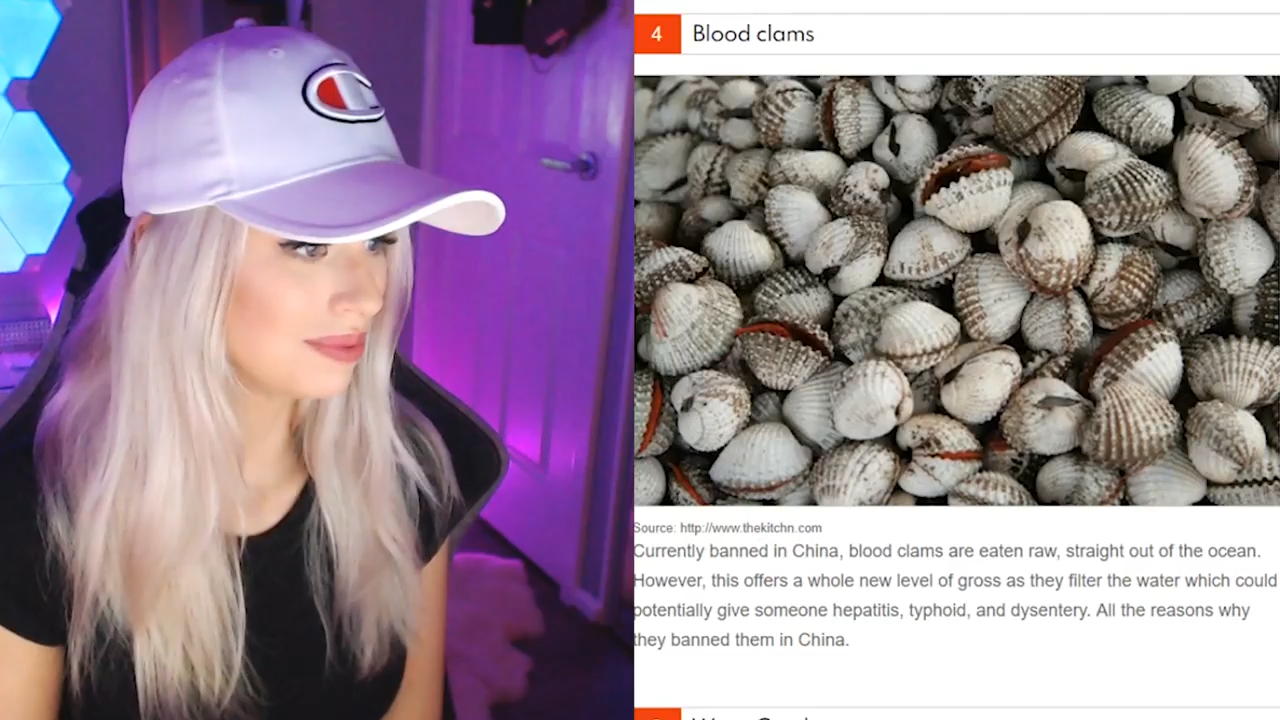 4 Blood clams
Source: http://www.thekitchn.com
Currently banned in China, blood clams are eaten raw, straight out of the ocean.
However, this offers a whole new level of gross as they filter the water which could
potentially give someone hepatitis, typhoid, and dysentery. All the reasons why
they banned them in China.